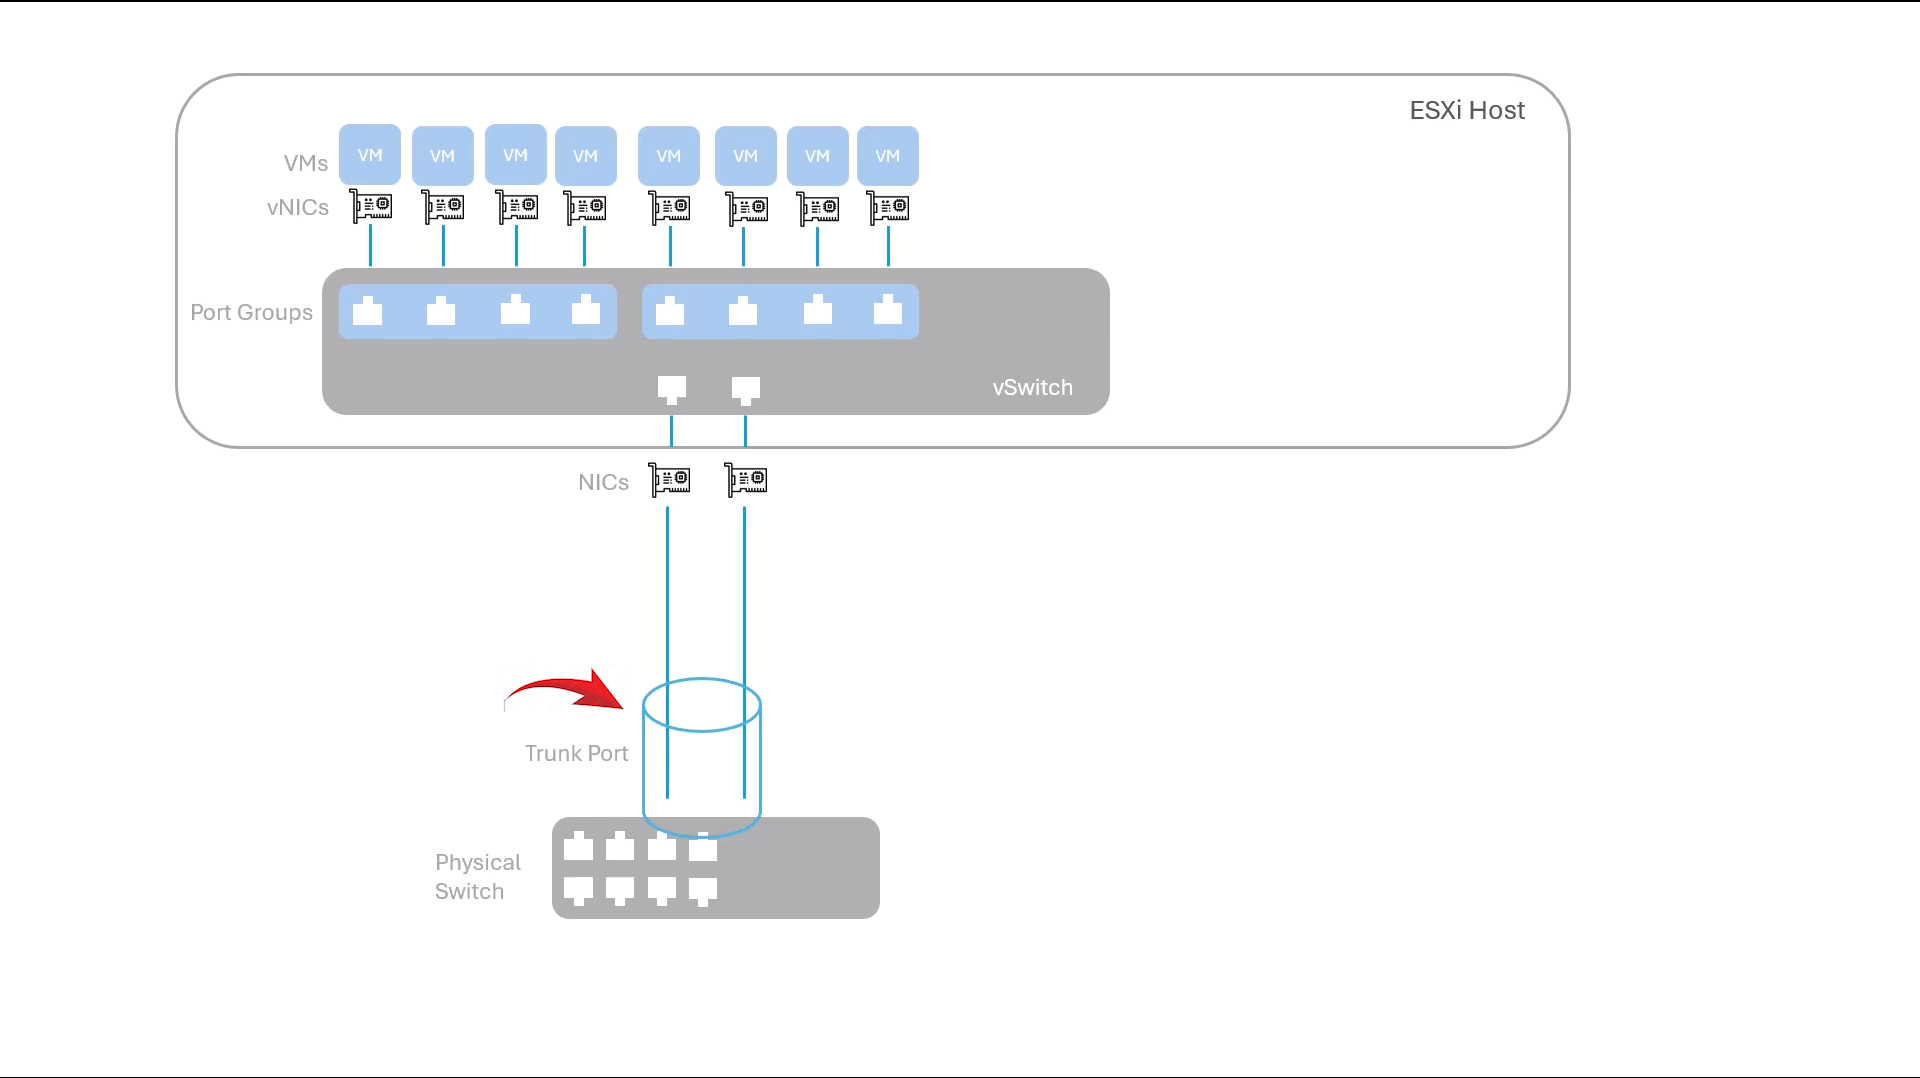 ESXi Host
VMs
VM VM VM VM VM VM VM VM
vNICs
Port Groups
vSwitch
NICs
Trunk Port
Physical
Switch